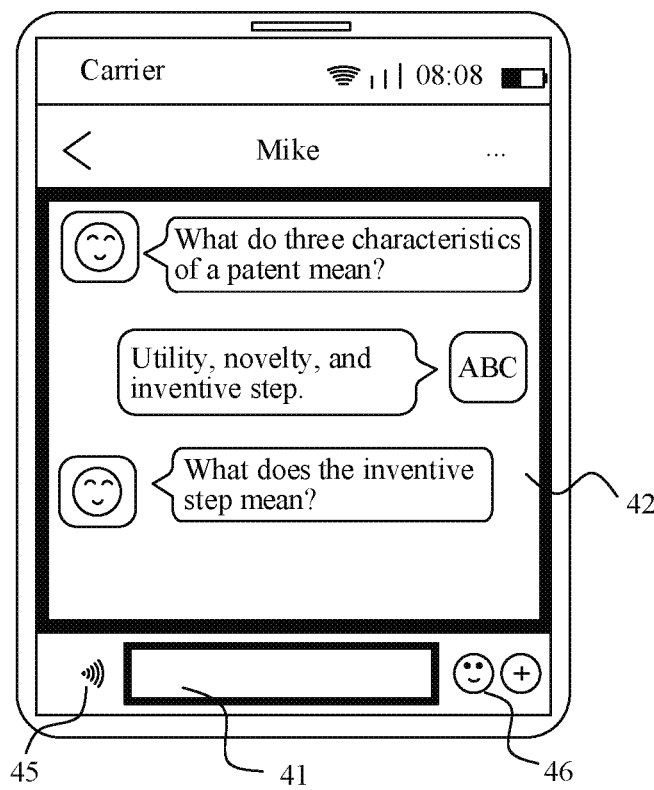 Carrier 08:08
Mike ...
What do three characteristics
of a patent mean?
Utility, novelty, and
inventive step.
ABC
What does the inventive
step mean?
42
45
41
46